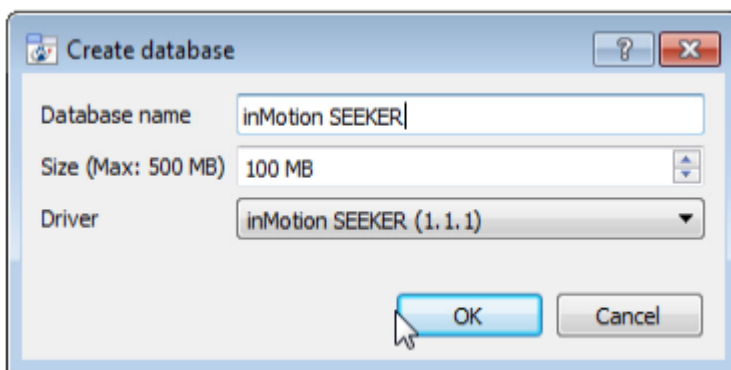 Create database
Database name inMotion SEEKER
Size (Max: 500 MB) 100 MB
Driver inMotion SEEKER (1.1.1)
OK Cancel